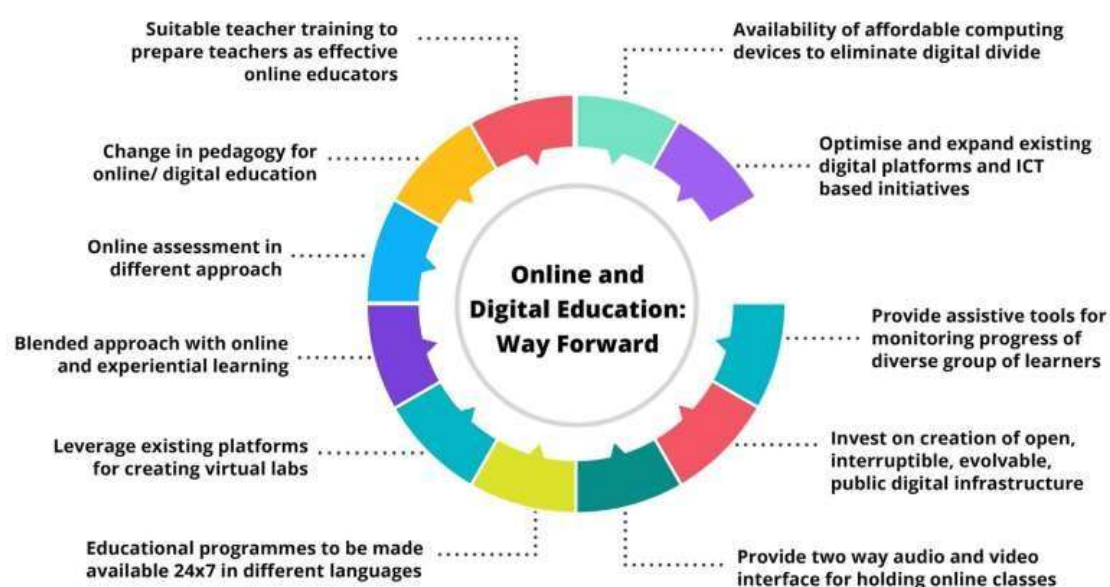 Suitable teacher training to
prepare teachers as effective
online educators
Availability of affordable computing
devices to eliminate digital divide
Change in pedagogy for
online/ digital education
Optimise and expand existing
digital platforms and ICT
based initiatives
Online assessment in
different approach
Online and
Digital Education:
Way Forward
Blended approach with online
and experiential learning
Provide assistive tools for
monitoring progress of
diverse group of learners
Leverage existing platforms
for creating virtual labs
Invest on creation of open,
interruptible, evolvable,
public digital infrastructure
Educational programmes to be made
available 24x7 in different languages
Provide two way audio and video
interface for holding online classes